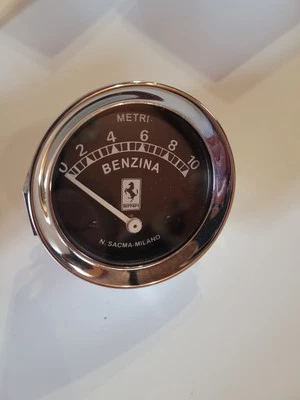 METRI
0 2 4 6 8 10
BENZINA
Ferrari
N. SACMA-MILANO